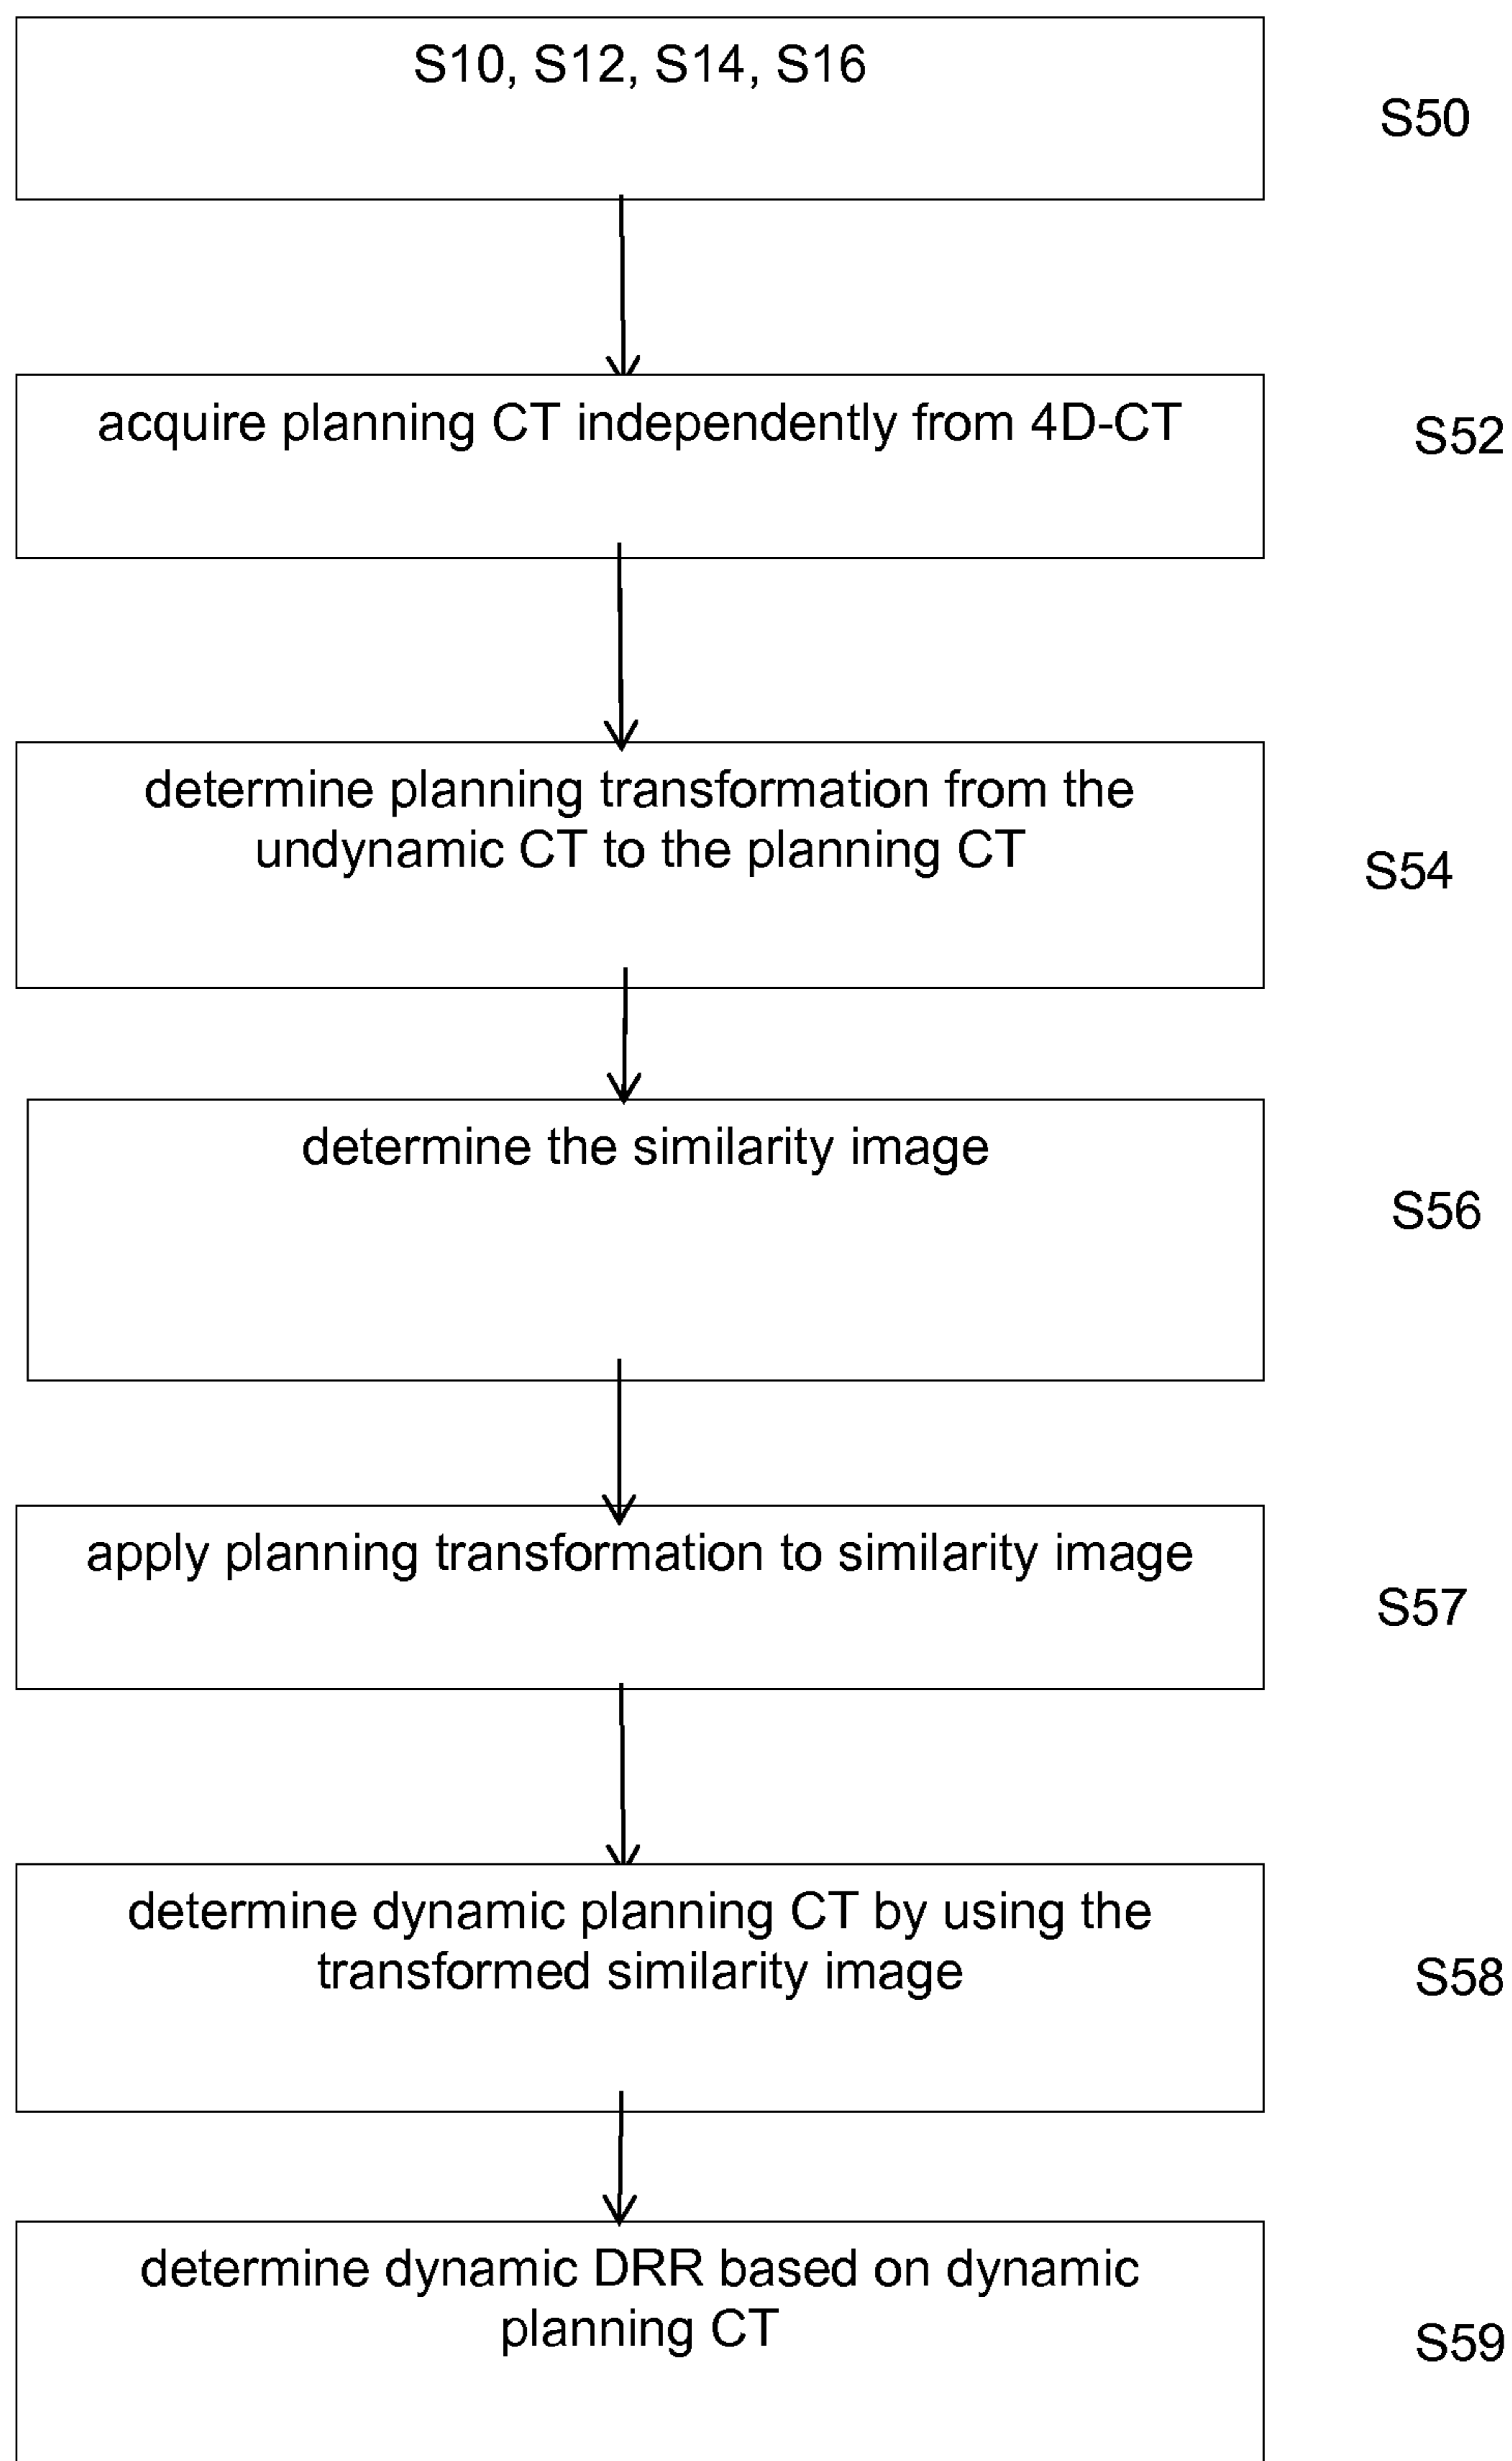 S10, S12, S14, S16
S50
acquire planning CT independently from 4D-CT
S52
determine planning transformation from the
undynamic CT to the planning CT
S54
determine the similarity image
S56
apply planning transformation to similarity image
S57
determine dynamic planning CT by using the
transformed similarity image
S58
determine dynamic DRR based on dynamic
planning CT
S59